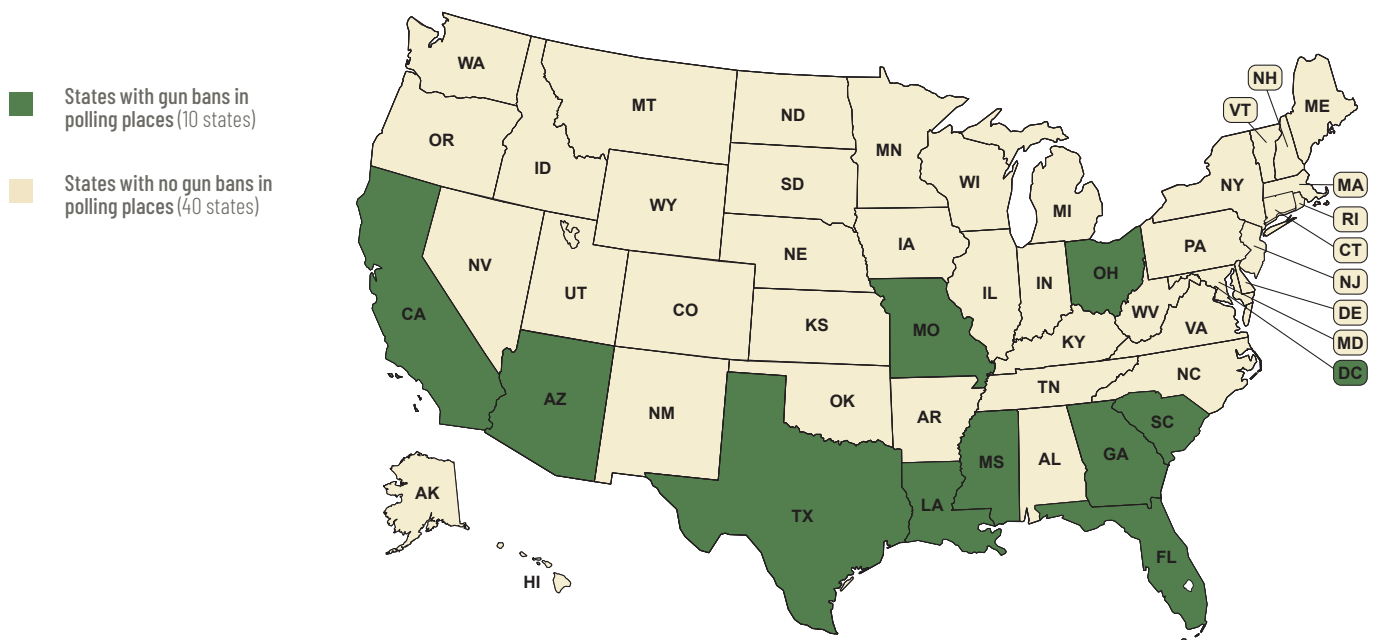 States with gun bans in
polling places (10 states)
States with no gun bans in
polling places (40 states)
WA
MT
ND
MN
OR
ID
SD
WI
MI
NY
VT
NH
ME
MA
RI
CT
NJ
DE
MD
DC
WY
IA
NE
PA
NV
UT
CO
IL
IN
OH
WV
VA
CA
KS
MO
KY
NC
AZ
NM
OK
AR
TN
SC
MS
AL
GA
TX
LA
FL
AK
HI